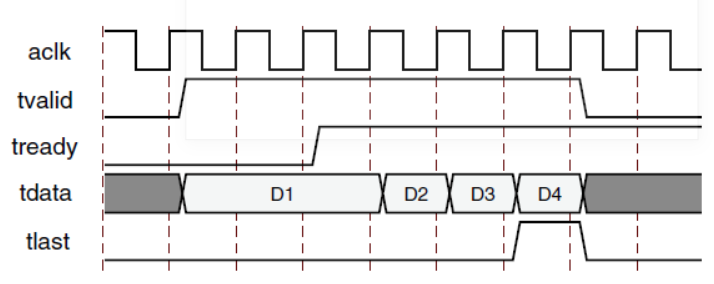 aclk
tvalid
tready
tdata D1 D2 D3 D4
tlast